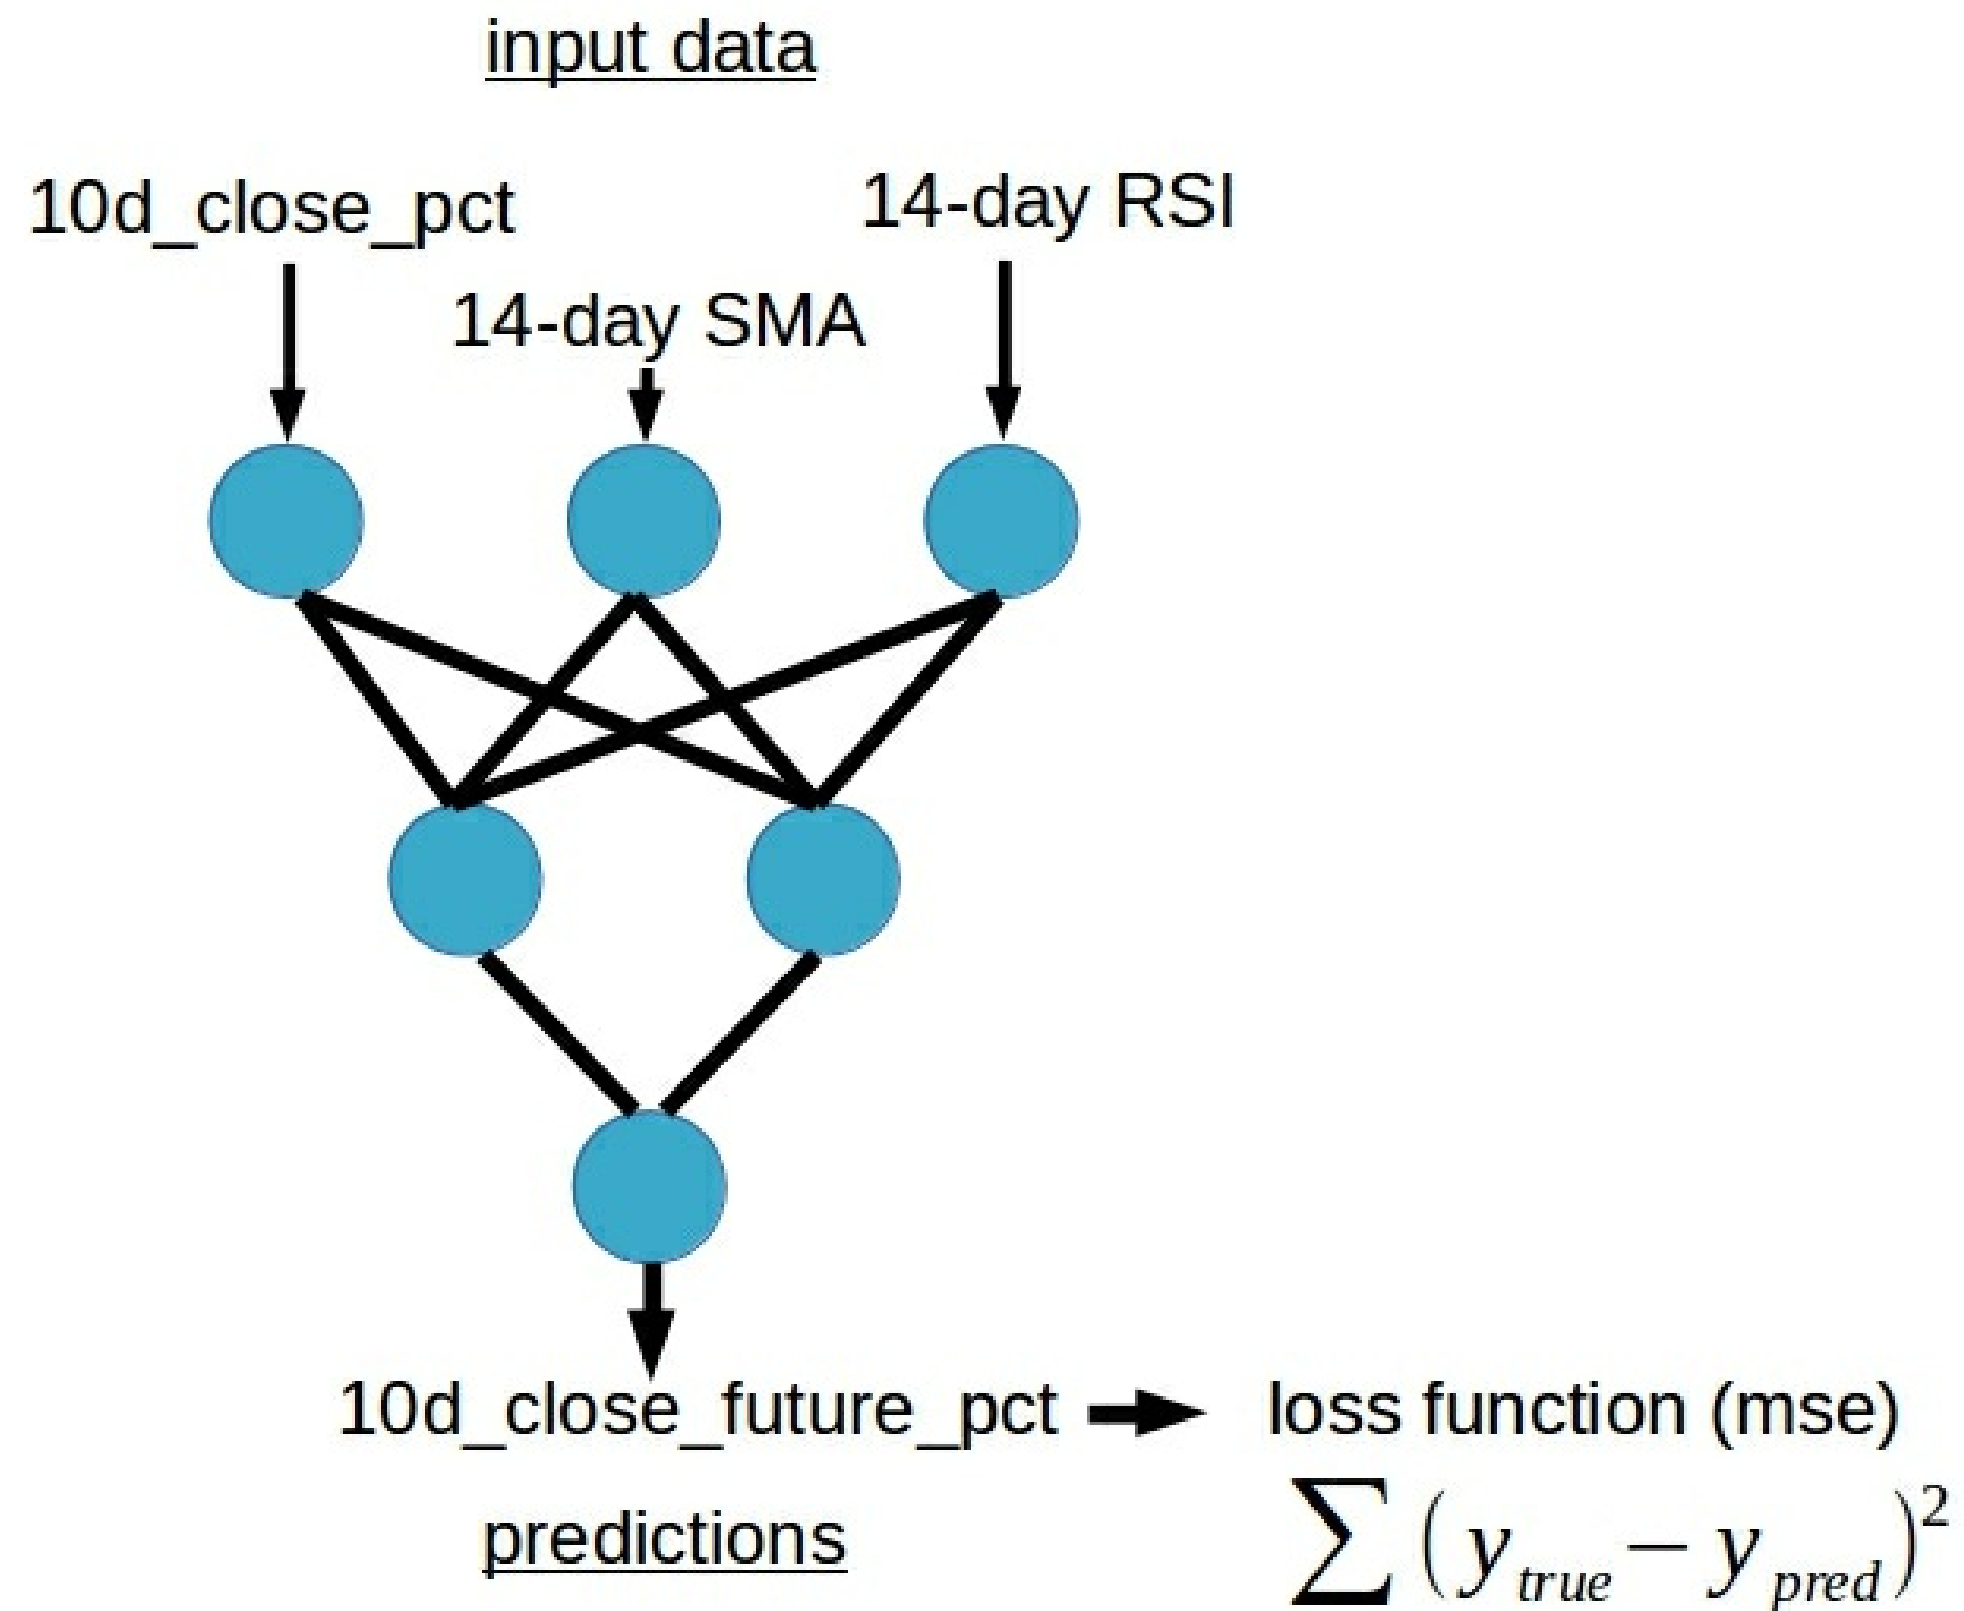 input data
10d_close_pct
14-day RSI
14-day SMA
10d_close_future_pct
loss function (mse)
∑ (y_true − y_pred)²
predictions